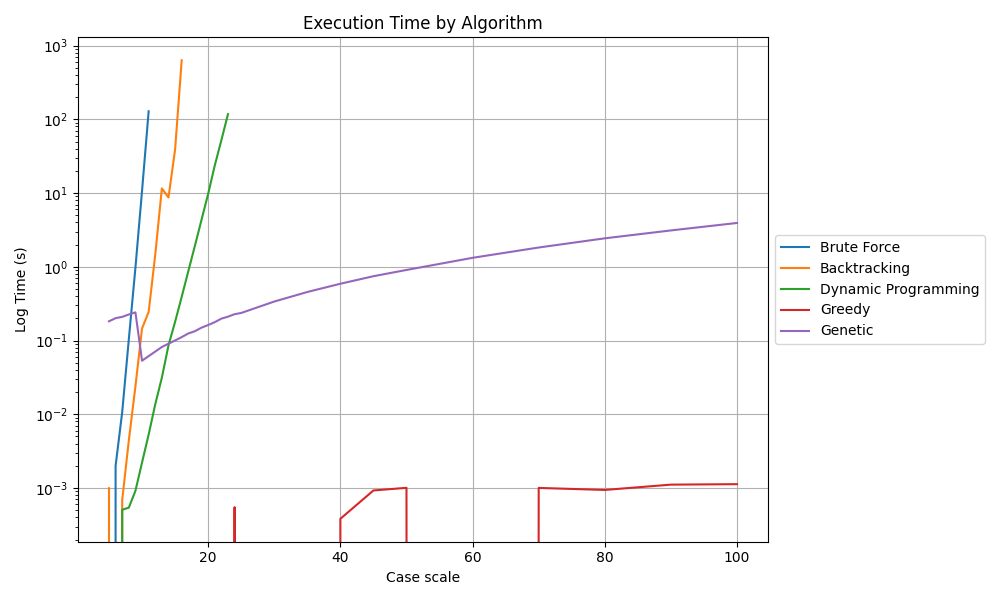 Execution Time by Algorithm
10³
10²
10¹
10⁰
10⁻¹
10⁻²
10⁻³
Log Time (s)
20 40 60 80 100
Case scale
Brute Force
Backtracking
Dynamic Programming
Greedy
Genetic